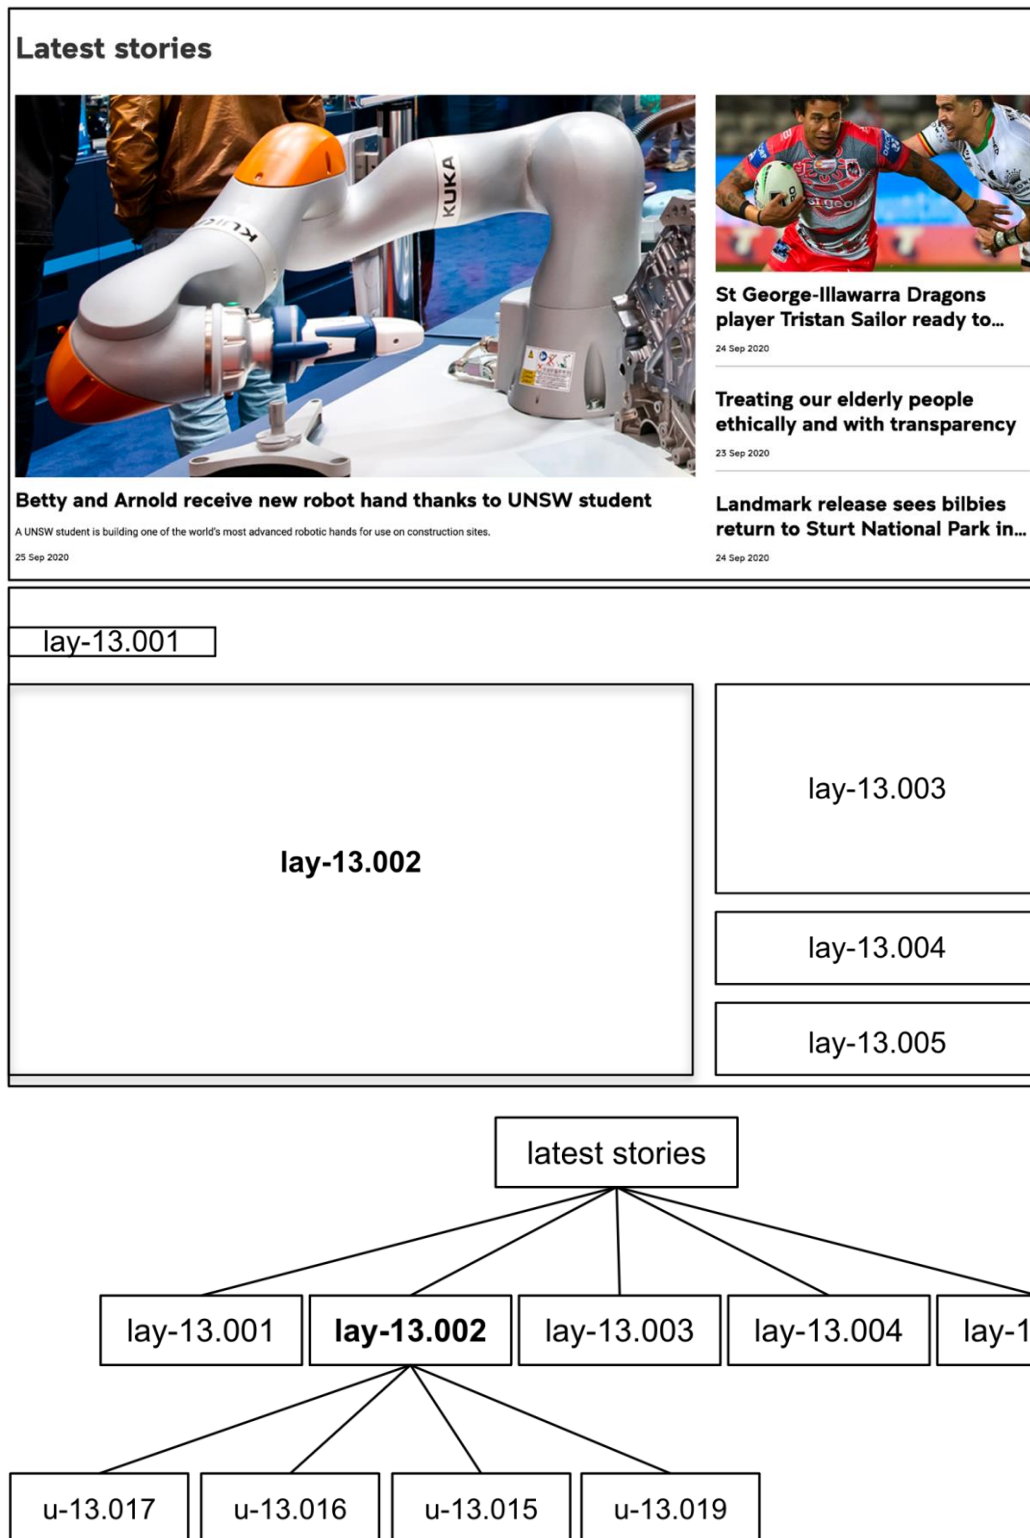 Latest stories
KUKA
KUKA
St George-Illawarra Dragons
player Tristan Sailor ready to...
24 Sep 2020
Treating our elderly people
ethically and with transparency
23 Sep 2020
Landmark release sees bilbies
return to Sturt National Park in...
24 Sep 2020
Betty and Arnold receive new robot hand thanks to UNSW student
A UNSW student is building one of the world's most advanced robotic hands for use on construction sites.
25 Sep 2020
lay-13.001
lay-13.002
lay-13.003
lay-13.004
lay-13.005
latest stories
lay-13.001
lay-13.002
lay-13.003
lay-13.004
lay-1
u-13.017
u-13.016
u-13.015
u-13.019